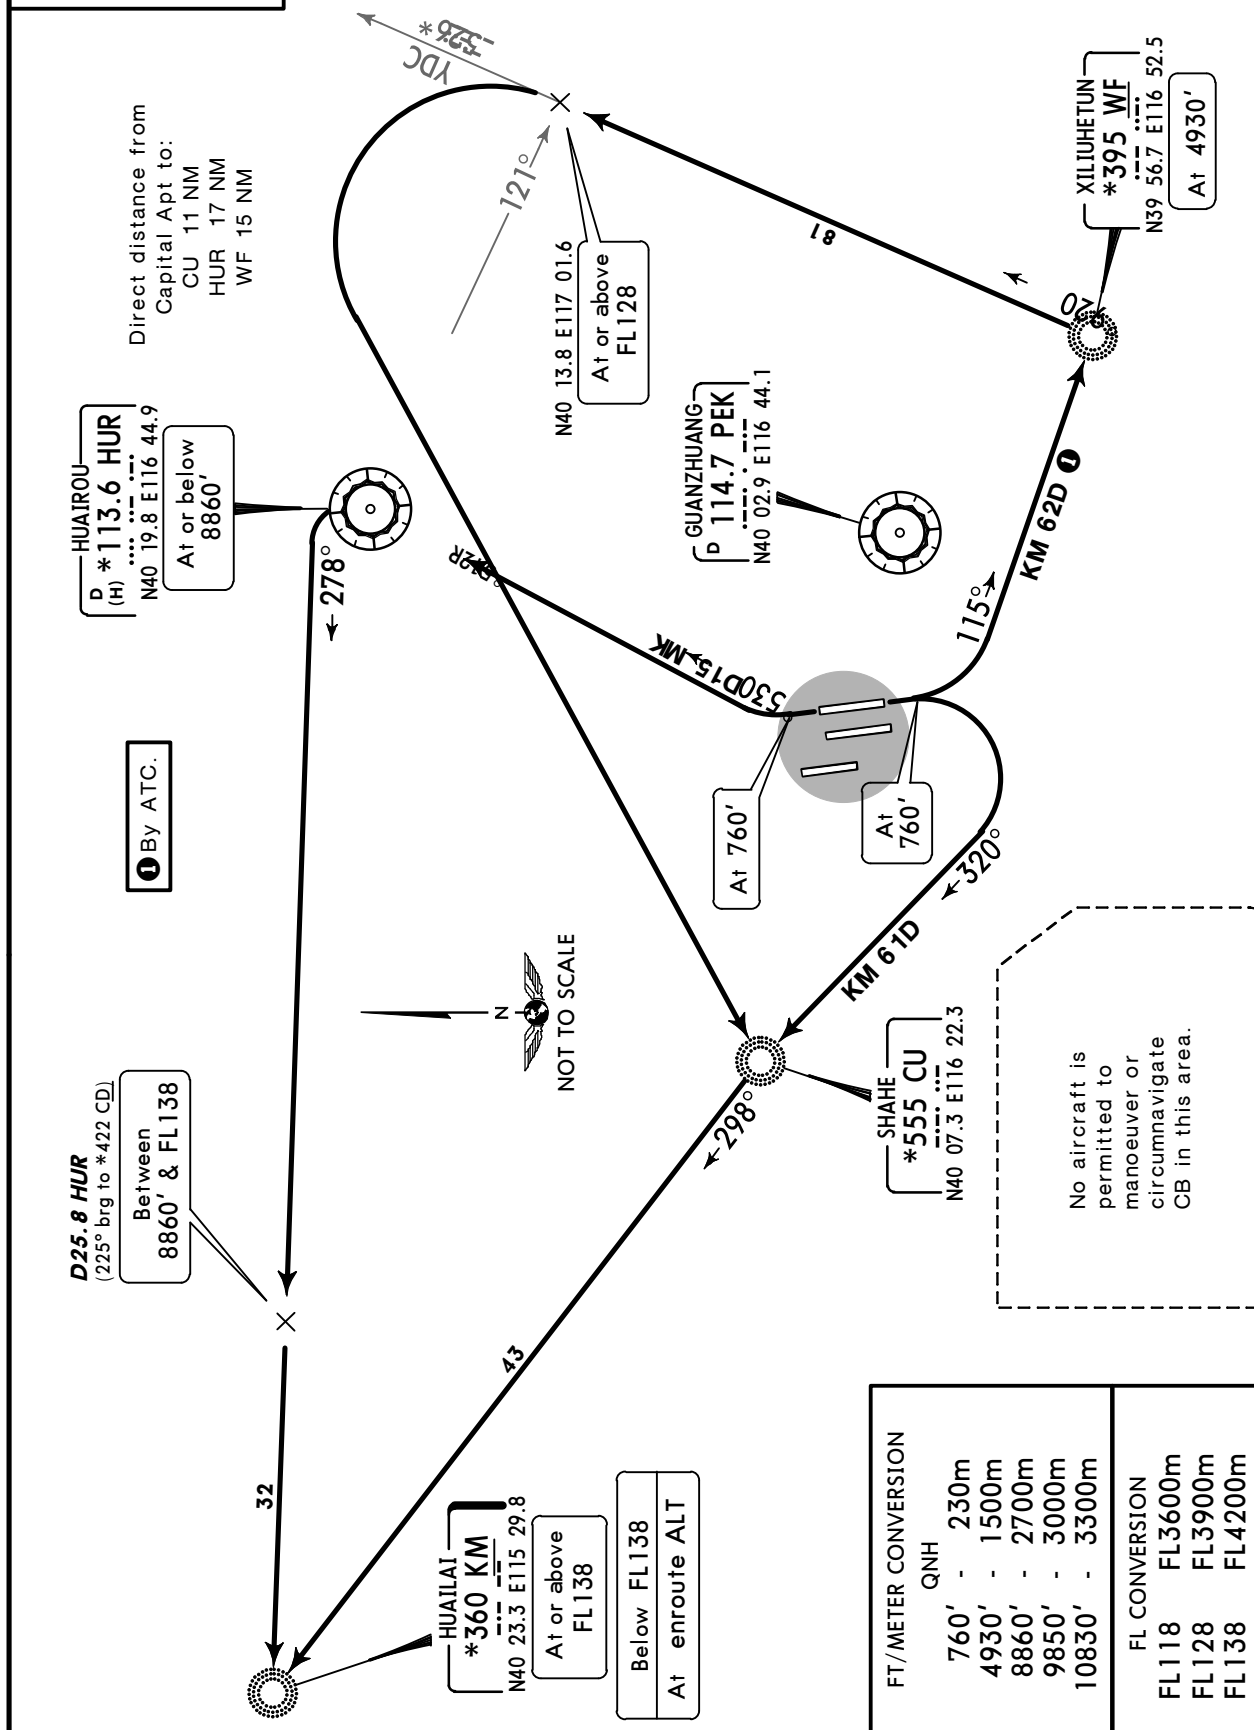 D25.8 HUR
(225° brg to *422 CD)
Between
8860' & FL138
1 By ATC.
HUAIROU
D
(H) *113.6 HUR
N40 19.8 E116 44.9
At or below
8860'
278°
Direct distance from
Capital Apt to:
CU 11 NM
HUR 17 NM
WF 15 NM
YDC
121°
N40 13.8 E117 01.6
At or above
FL128
81
XILIUHETUN
*395 WF
N39 56.7 E116 52.5
At 4930'
GUANZHUANG
D 114.7 PEK
N40 02.9 E116 44.1
KM 62D 1
115°
At 760'
At
760'
320°
KM 61D
N
NOT TO SCALE
SHAHE
*555 CU
N40 07.3 E116 22.3
298°
43
32
HUAILAI
*360 KM
N40 23.3 E115 29.8
At or above
FL138
Below FL138
At enroute ALT
No aircraft is
permitted to
manoeuver or
circumnavigate
CB in this area.
FT/METER CONVERSION
QNH
760' - 230m
4930' - 1500m
8860' - 2700m
9850' - 3000m
10830' - 3300m
FL CONVERSION
FL118 FL3600m
FL128 FL3900m
FL138 FL4200m